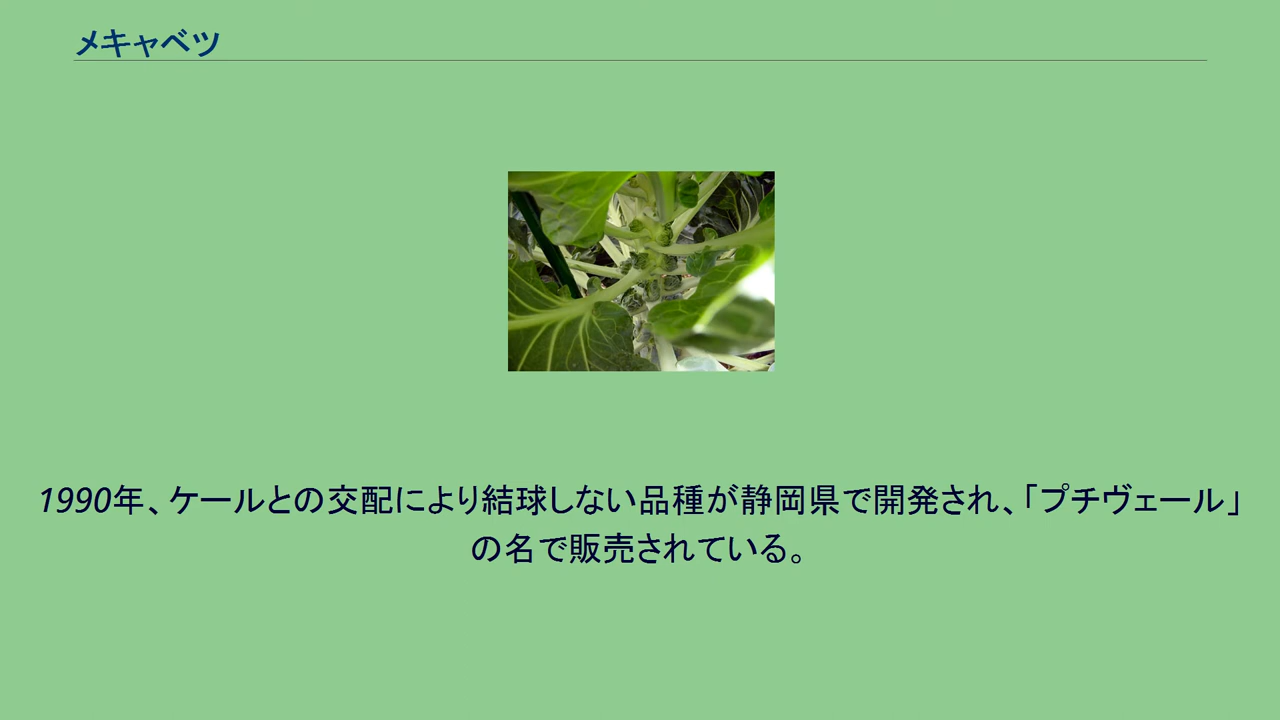 メキャベツ
1990年、ケールとの交配により結球しない品種が静岡県で開発され、「プチヴェール」
の名で販売されている。